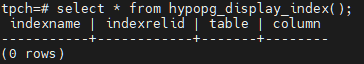 tpch=# select * from hypopg_display_index();
 indexname | indexrelid | table | column
-----------+------------+-------+--------
(0 rows)